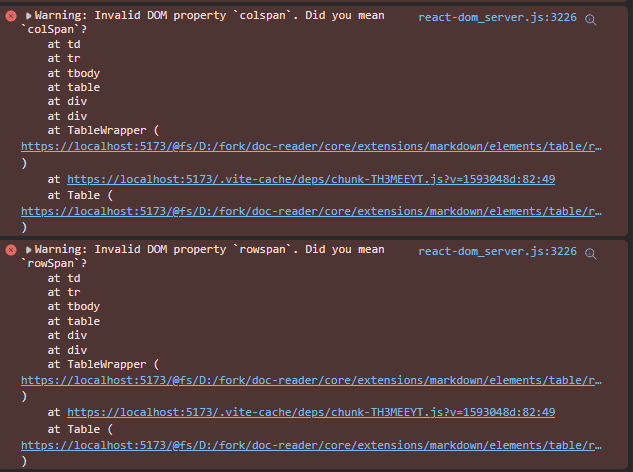 ▶Warning: Invalid DOM property `colspan`. Did you mean react-dom_server.js:3226
`colSpan`?
at td
at tr
at tbody
at table
at div
at div
at TableWrapper (
https://localhost:5173/@fs/D:/fork/doc-reader/core/extensions/markdown/elements/table/r…
)
at https://localhost:5173/.vite-cache/deps/chunk-TH3MEEYT.js?v=1593048d:82:49
at Table (
https://localhost:5173/@fs/D:/fork/doc-reader/core/extensions/markdown/elements/table/r…
)
▶Warning: Invalid DOM property `rowspan`. Did you mean react-dom_server.js:3226
`rowSpan`?
at td
at tr
at tbody
at table
at div
at div
at TableWrapper (
https://localhost:5173/@fs/D:/fork/doc-reader/core/extensions/markdown/elements/table/r…
)
at https://localhost:5173/.vite-cache/deps/chunk-TH3MEEYT.js?v=1593048d:82:49
at Table (
https://localhost:5173/@fs/D:/fork/doc-reader/core/extensions/markdown/elements/table/r…
)